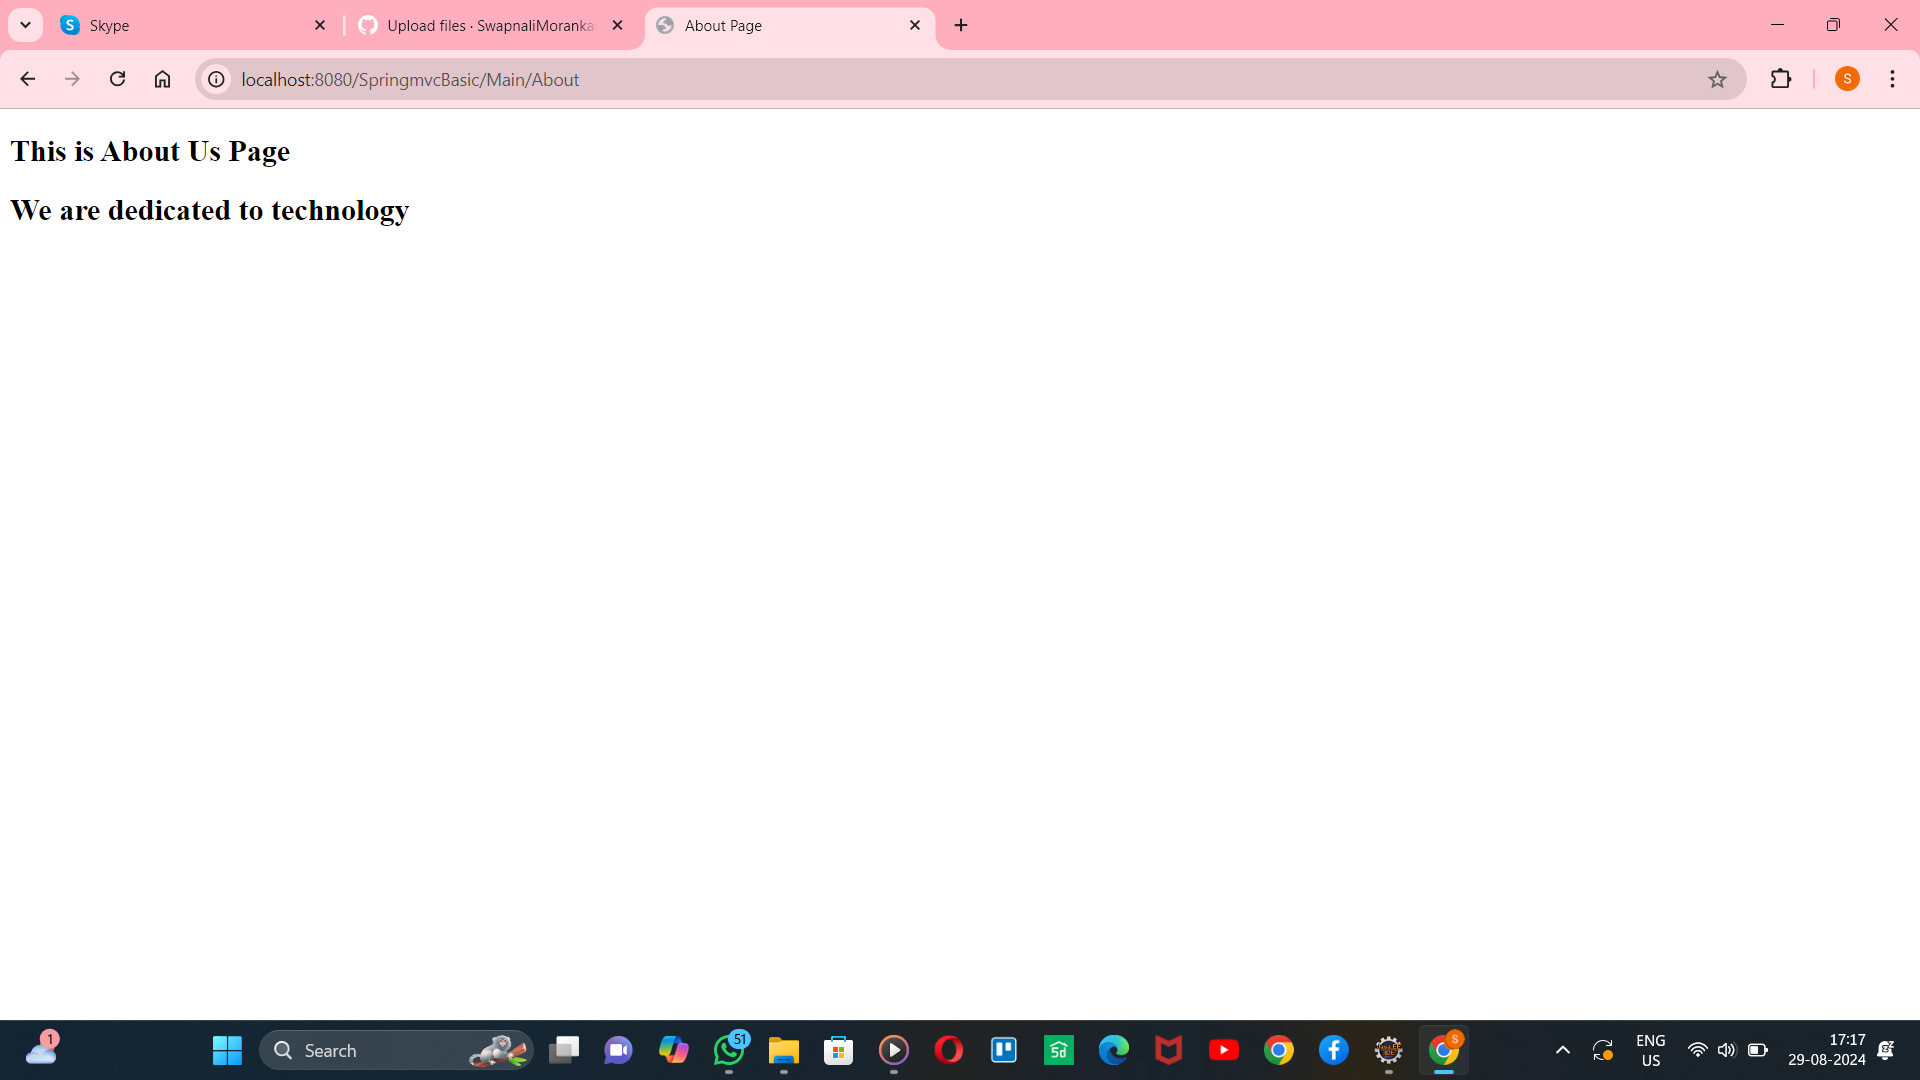 Skype
Upload files · SwapnaliMoranka
About Page
localhost:8080/SpringmvcBasic/Main/About
S
This is About Us Page
We are dedicated to technology
1
Search
51
Sd
S
ENG
US
17:17
29-08-2024